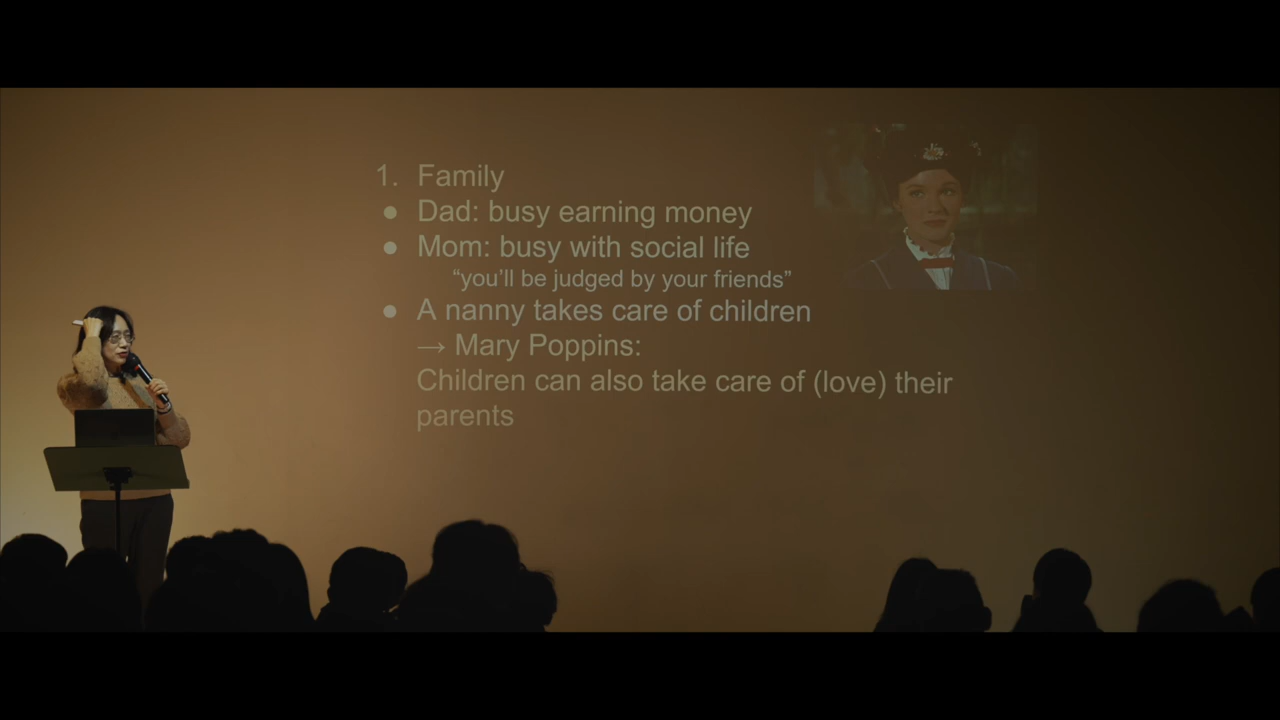 1. Family
● Dad: busy earning money
● Mom: busy with social life
“you’ll be judged by your friends”
● A nanny takes care of children
→ Mary Poppins:
Children can also take care of (love) their
parents